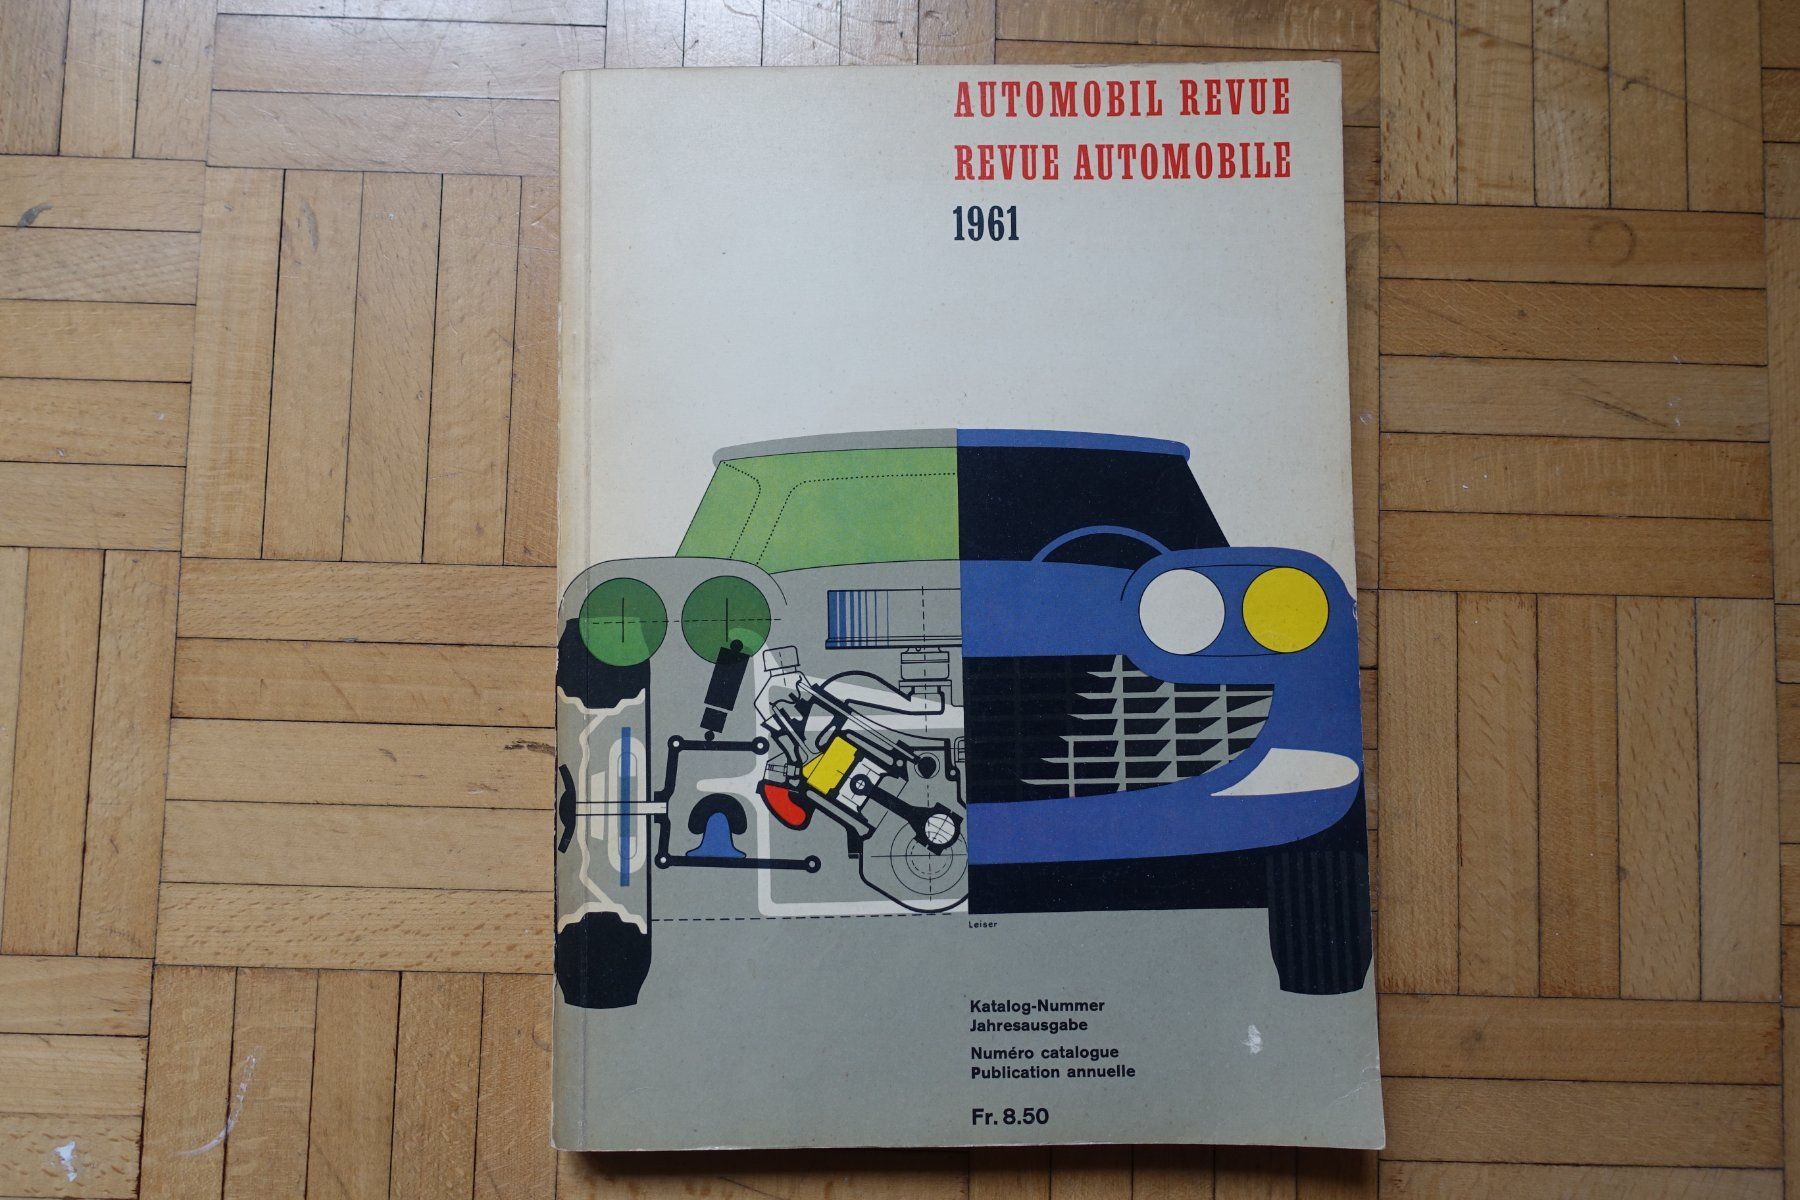 AUTOMOBIL REVUE
REVUE AUTOMOBILE
1961
Leiser
Katalog-Nummer
Jahresausgabe
Numéro catalogue
Publication annuelle
Fr. 8.50